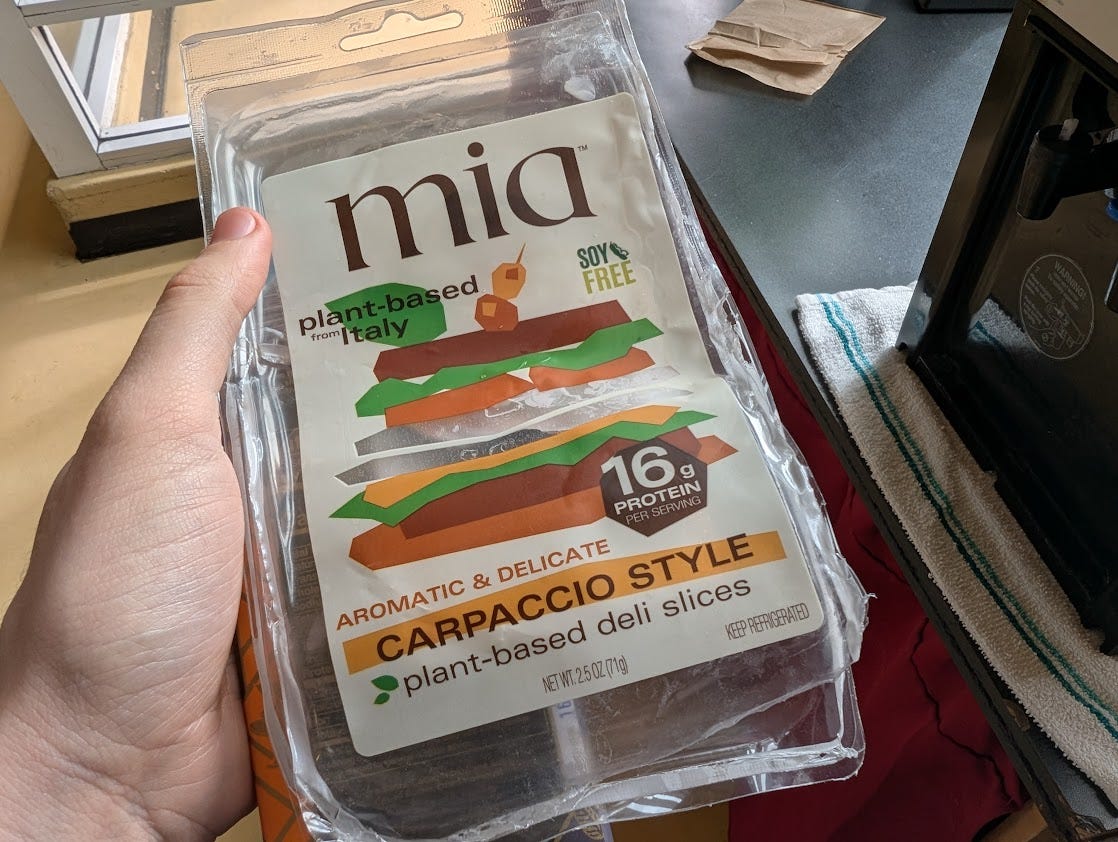 mia™
SOY
FREE
plant-based
from Italy
16g
PROTEIN
PER SERVING
AROMATIC & DELICATE
CARPACCIO STYLE
plant-based deli slices
KEEP REFRIGERATED
NET WT. 2.5 OZ (71g)
WARNING!